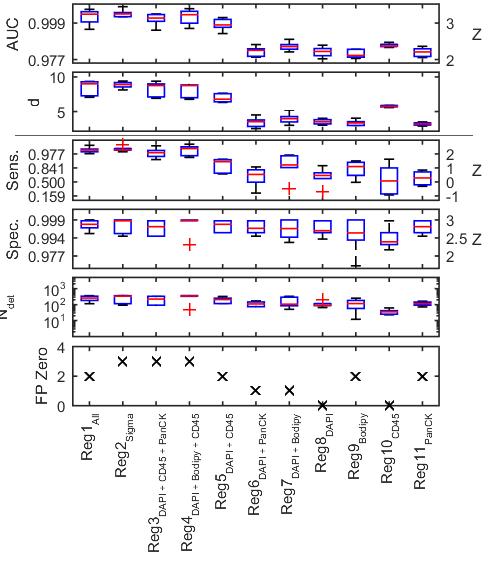 AUC
0.999
0.977
3
2
Z
d
10
5
Sens.
0.977
0.841
0.500
0.159
2
1
0
-1
Z
Spec.
0.999
0.994
0.977
3
2.5
2
Z
N_del
10^3
10^2
10^1
FP Zero
4
2
0
Reg1_All
Reg2_Sigma
Reg3_DAPI + CD45 + PanCK
Reg4_DAPI + Bodipy + CD45
Reg5_DAPI + CD45
Reg6_DAPI + PanCK
Reg7_DAPI + Bodipy
Reg8_DAPI
Reg9_Bodipy
Reg10_CD45
Reg11_PanCK